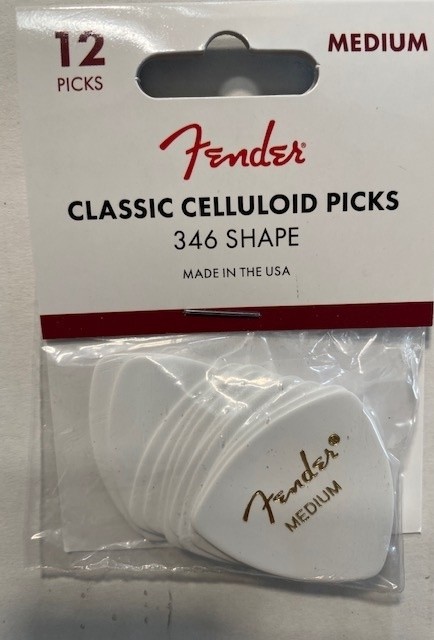 12
PICKS
MEDIUM
Fender®
CLASSIC CELLULOID PICKS
346 SHAPE
MADE IN THE USA
Fender®
MEDIUM